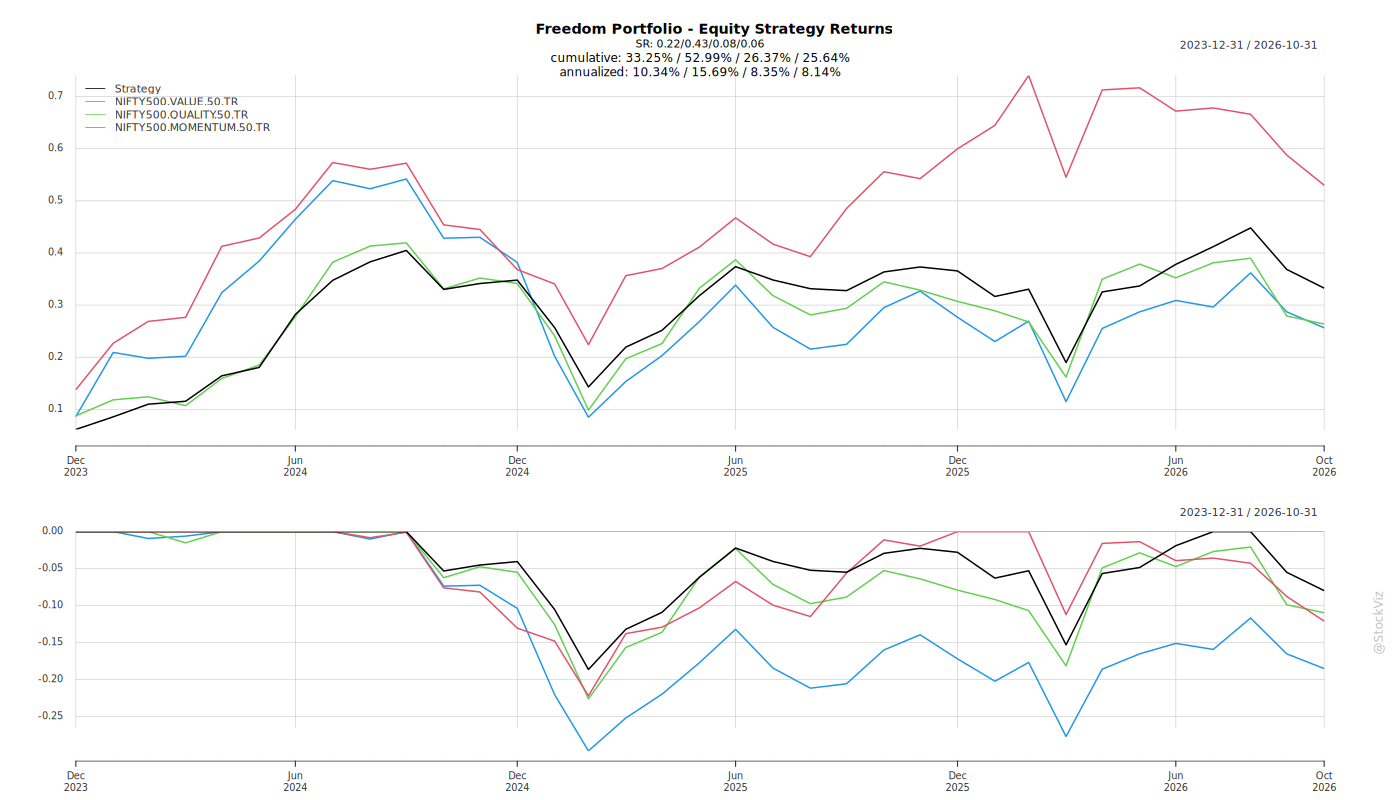 Freedom Portfolio - Equity Strategy Returns
SR: 0.22/0.43/0.08/0.06
cumulative: 33.25% / 52.99% / 26.37% / 25.64%
annualized: 10.34% / 15.69% / 8.35% / 8.14%
2023-12-31 / 2026-10-31
Strategy
NIFTY500.VALUE.50.TR
NIFTY500.QUALITY.50.TR
NIFTY500.MOMENTUM.50.TR
0.7
0.6
0.5
0.4
0.3
0.2
0.1
Dec Jun Dec Jun Dec Jun Oct
2023 2024 2024 2025 2025 2026 2026
2023-12-31 / 2026-10-31
0.00
-0.05
-0.10
-0.15
-0.20
-0.25
Dec Jun Dec Jun Dec Jun Oct
2023 2024 2024 2025 2025 2026 2026
@StockViz